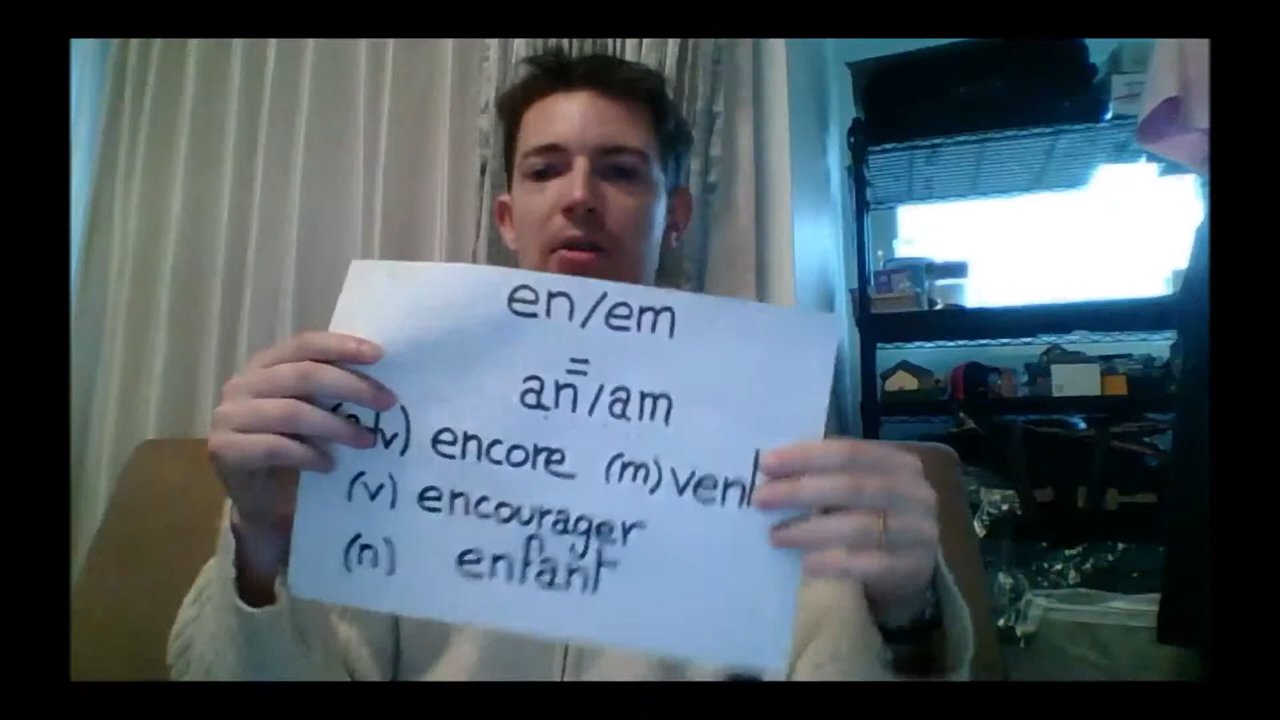 en/em
=
an/am
encore (m) vent
(v) encourager
(n) enfant